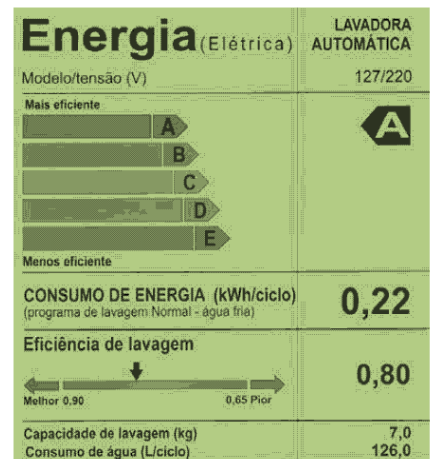 Energia (Elétrica) LAVADORA AUTOMÁTICA
Modelo/tensão (V) 127/220
Mais eficiente
A A
B
C
D
E
Menos eficiente
CONSUMO DE ENERGIA (kWh/ciclo) 0,22
(programa de lavagem Normal - água fria)
Eficiência de lavagem
0,80
Melhor 0,90 0,65 Pior
Capacidade de lavagem (kg) 7,0
Consumo de água (L/ciclo) 126,0